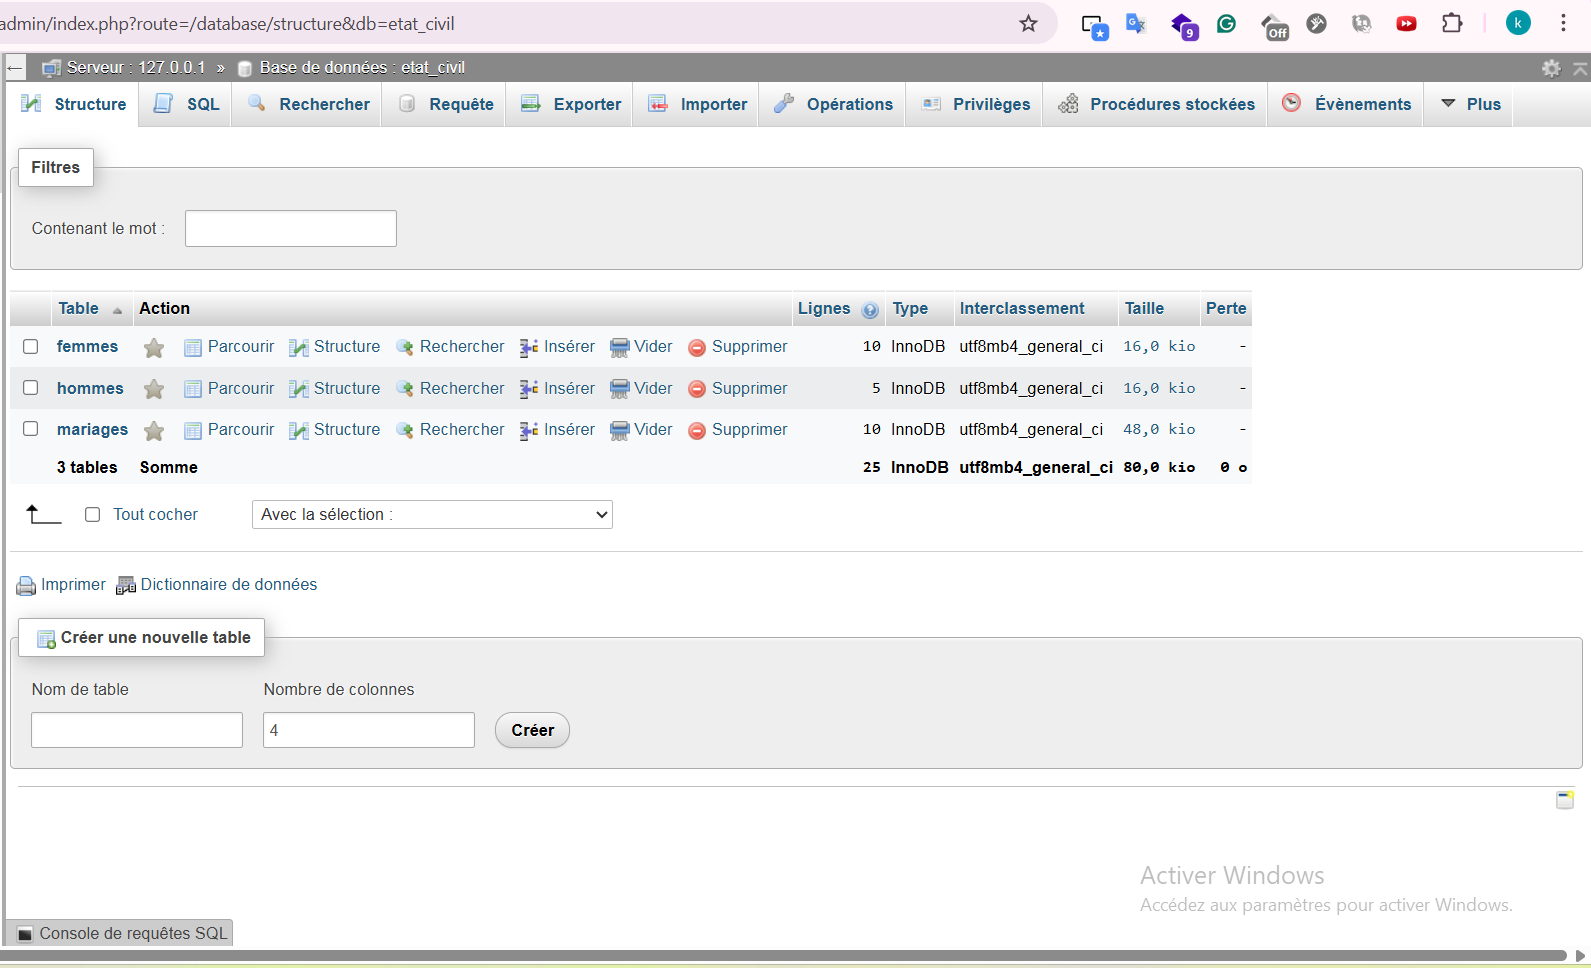 admin/index.php?route=/database/structure&db=etat_civil
9
Off
k
Serveur : 127.0.0.1 » Base de données : etat_civil
Structure SQL Rechercher Requête Exporter Importer Opérations Privilèges Procédures stockées Évènements Plus
Filtres
Contenant le mot :
Table Action Lignes Type Interclassement Taille Perte
femmes Parcourir Structure Rechercher Insérer Vider Supprimer 10 InnoDB utf8mb4_general_ci 16,0 kio -
hommes Parcourir Structure Rechercher Insérer Vider Supprimer 5 InnoDB utf8mb4_general_ci 16,0 kio -
mariages Parcourir Structure Rechercher Insérer Vider Supprimer 10 InnoDB utf8mb4_general_ci 48,0 kio -
3 tables Somme 25 InnoDB utf8mb4_general_ci 80,0 kio 0 o
Tout cocher Avec la sélection :
Imprimer Dictionnaire de données
Créer une nouvelle table
Nom de table Nombre de colonnes
4 Créer
Activer Windows
Accédez aux paramètres pour activer Windows.
Console de requêtes SQL